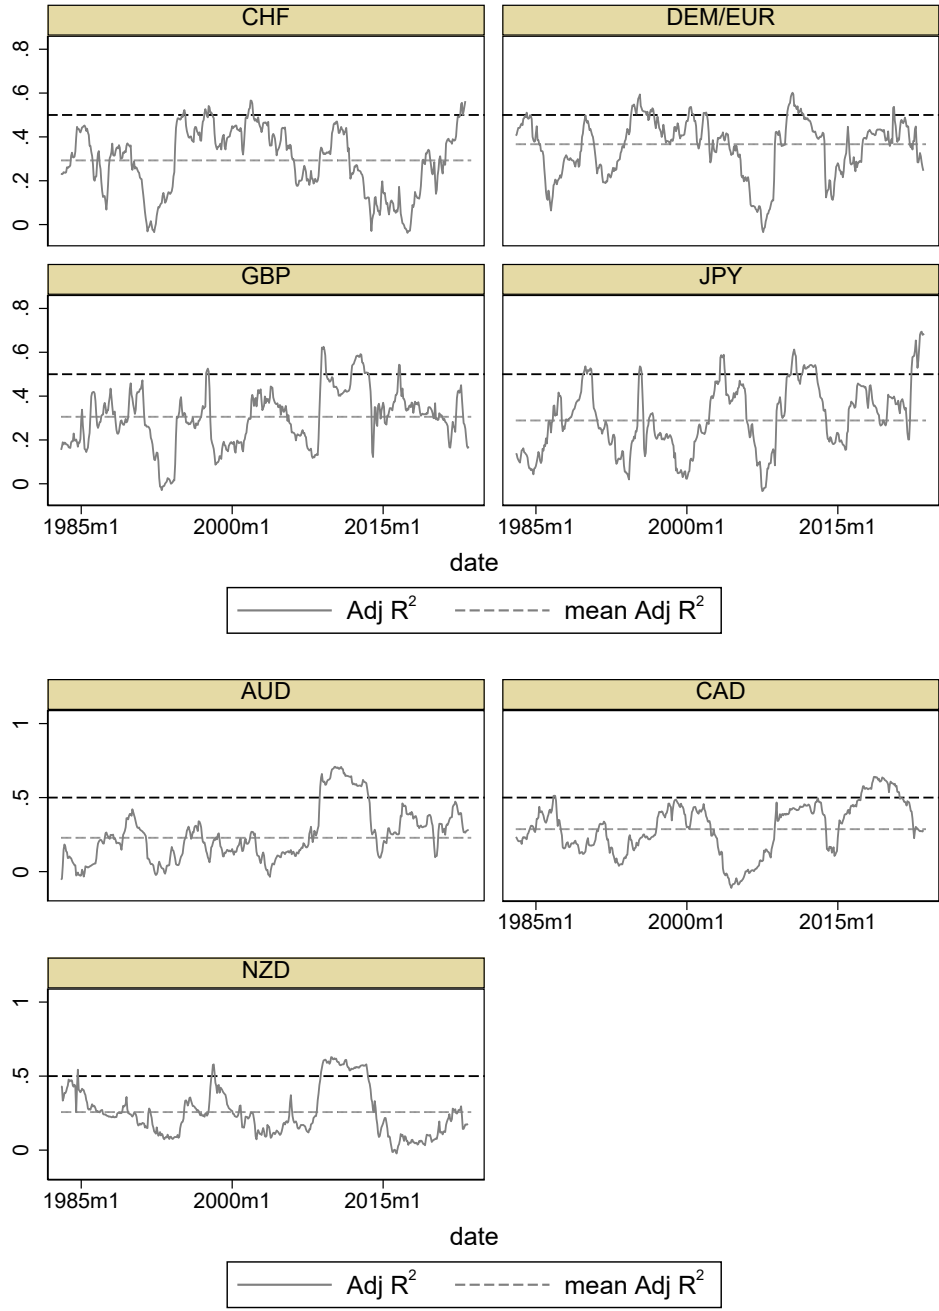 CHF
DEM/EUR
.8
.6
.4
.2
0
GBP
JPY
.8
.6
.4
.2
0
1985m1 2000m1 2015m1
1985m1 2000m1 2015m1
date
Adj R² mean Adj R²
AUD
CAD
1
.5
0
1985m1 2000m1 2015m1
NZD
1
.5
0
1985m1 2000m1 2015m1
date
Adj R² mean Adj R²